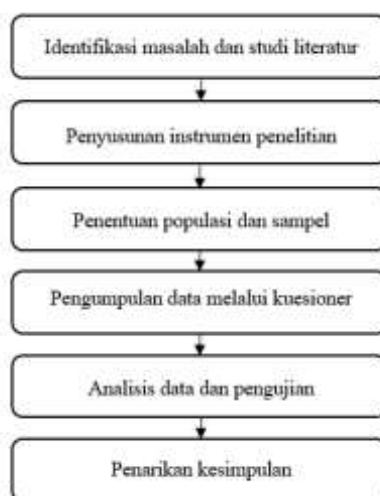 Identifikasi masalah dan studi literatur
Penyusunan instrumen penelitian
Penentuan populasi dan sampel
Pengumpulan data melalui kuesioner
Analisis data dan pengujian
Penarikan kesimpulan